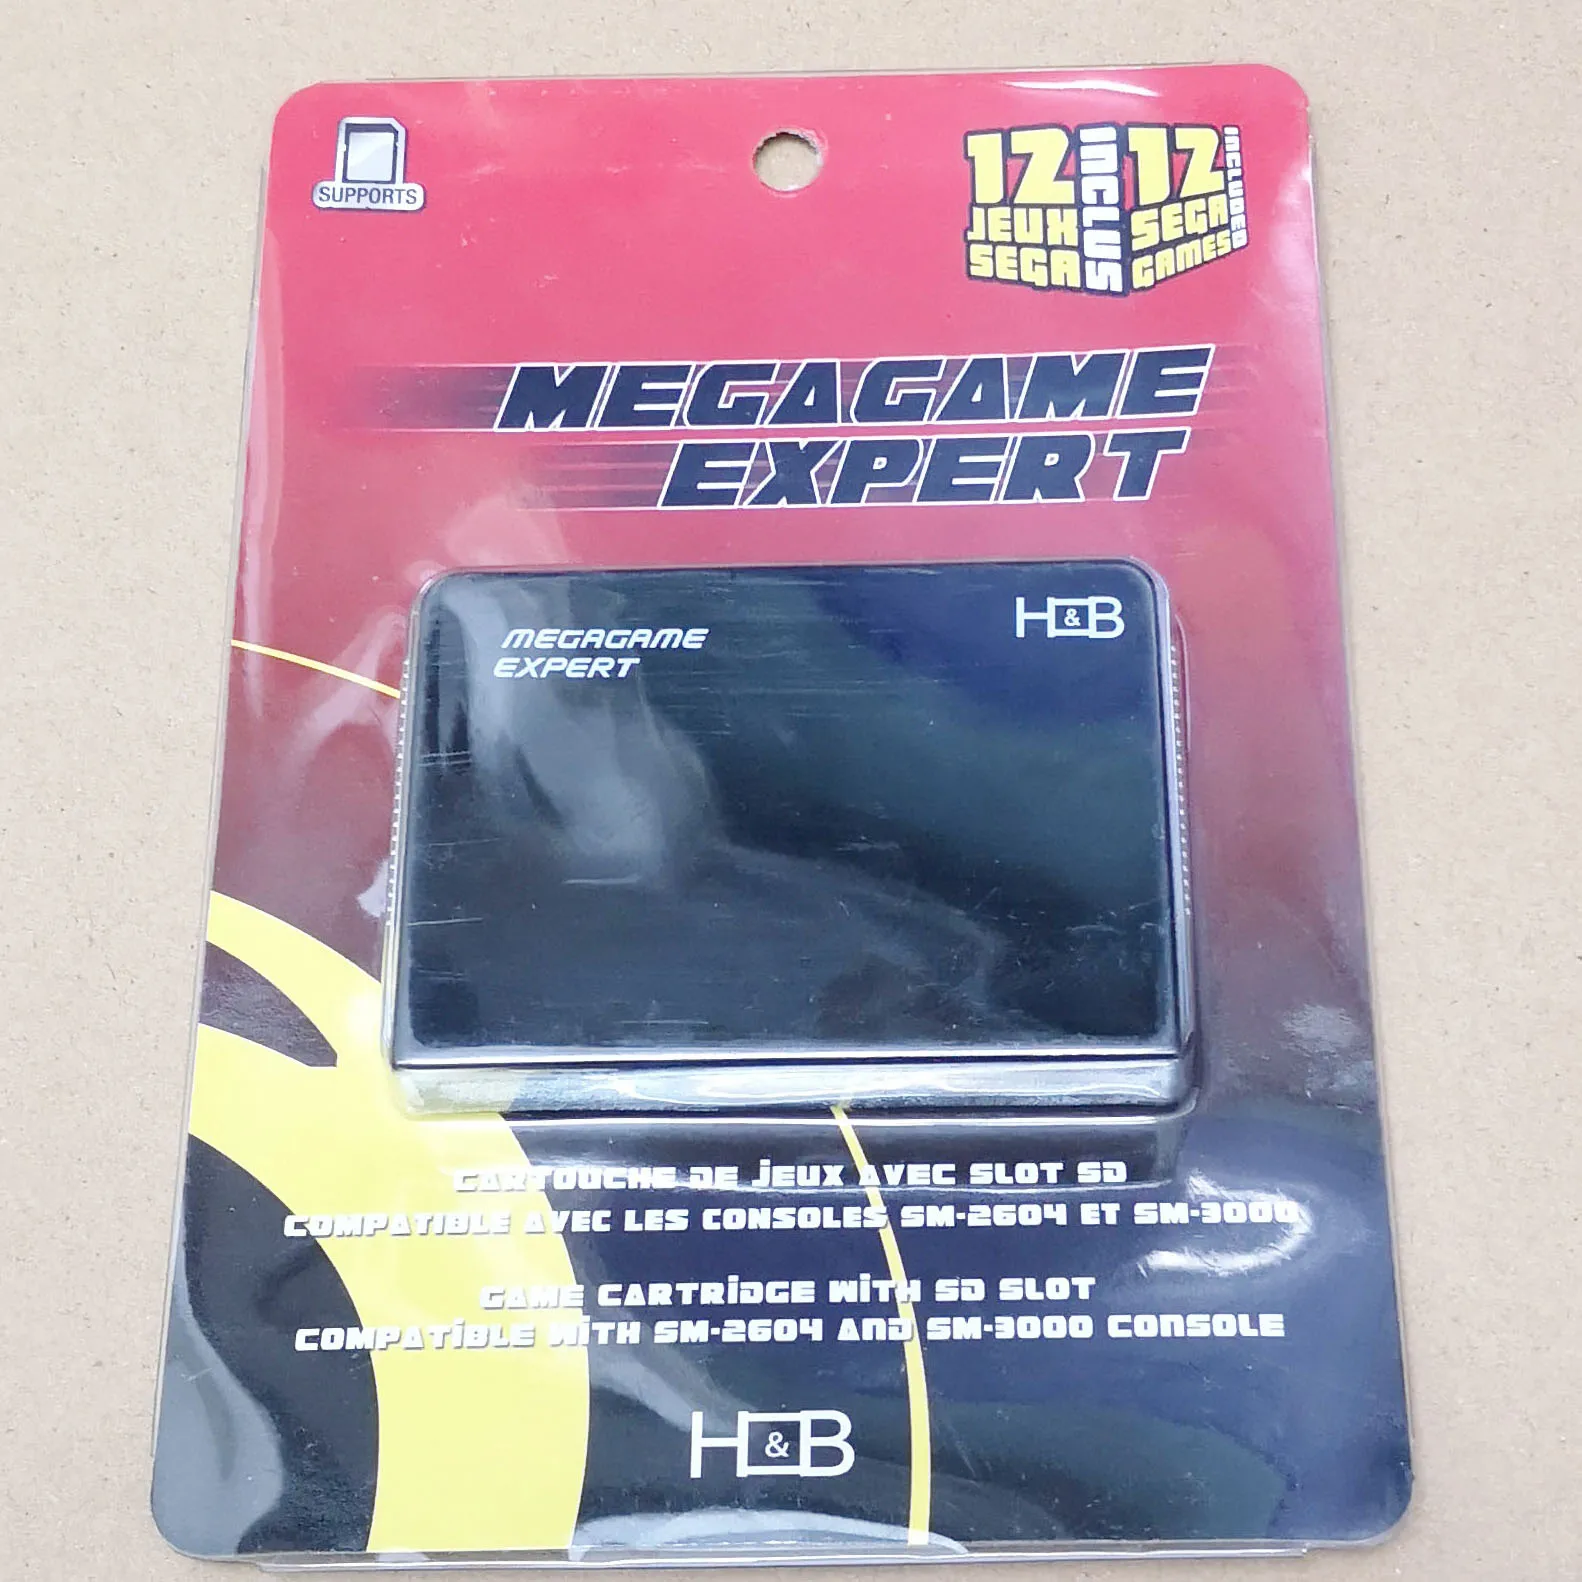 SUPPORTS
12
JEUX
SEGA
INCLUS
12
SEGA
GAMES
INCLUDED
MEGAGAME
EXPERT
MEGAGAME
EXPERT
H&B
CARTOUCHE DE JEUX AVEC SLOT SD
COMPATIBLE AVEC LES CONSOLES SM-2604 ET SM-3000
GAME CARTRIDGE WITH SD SLOT
COMPATIBLE WITH SM-2604 AND SM-3000 CONSOLE
H&B